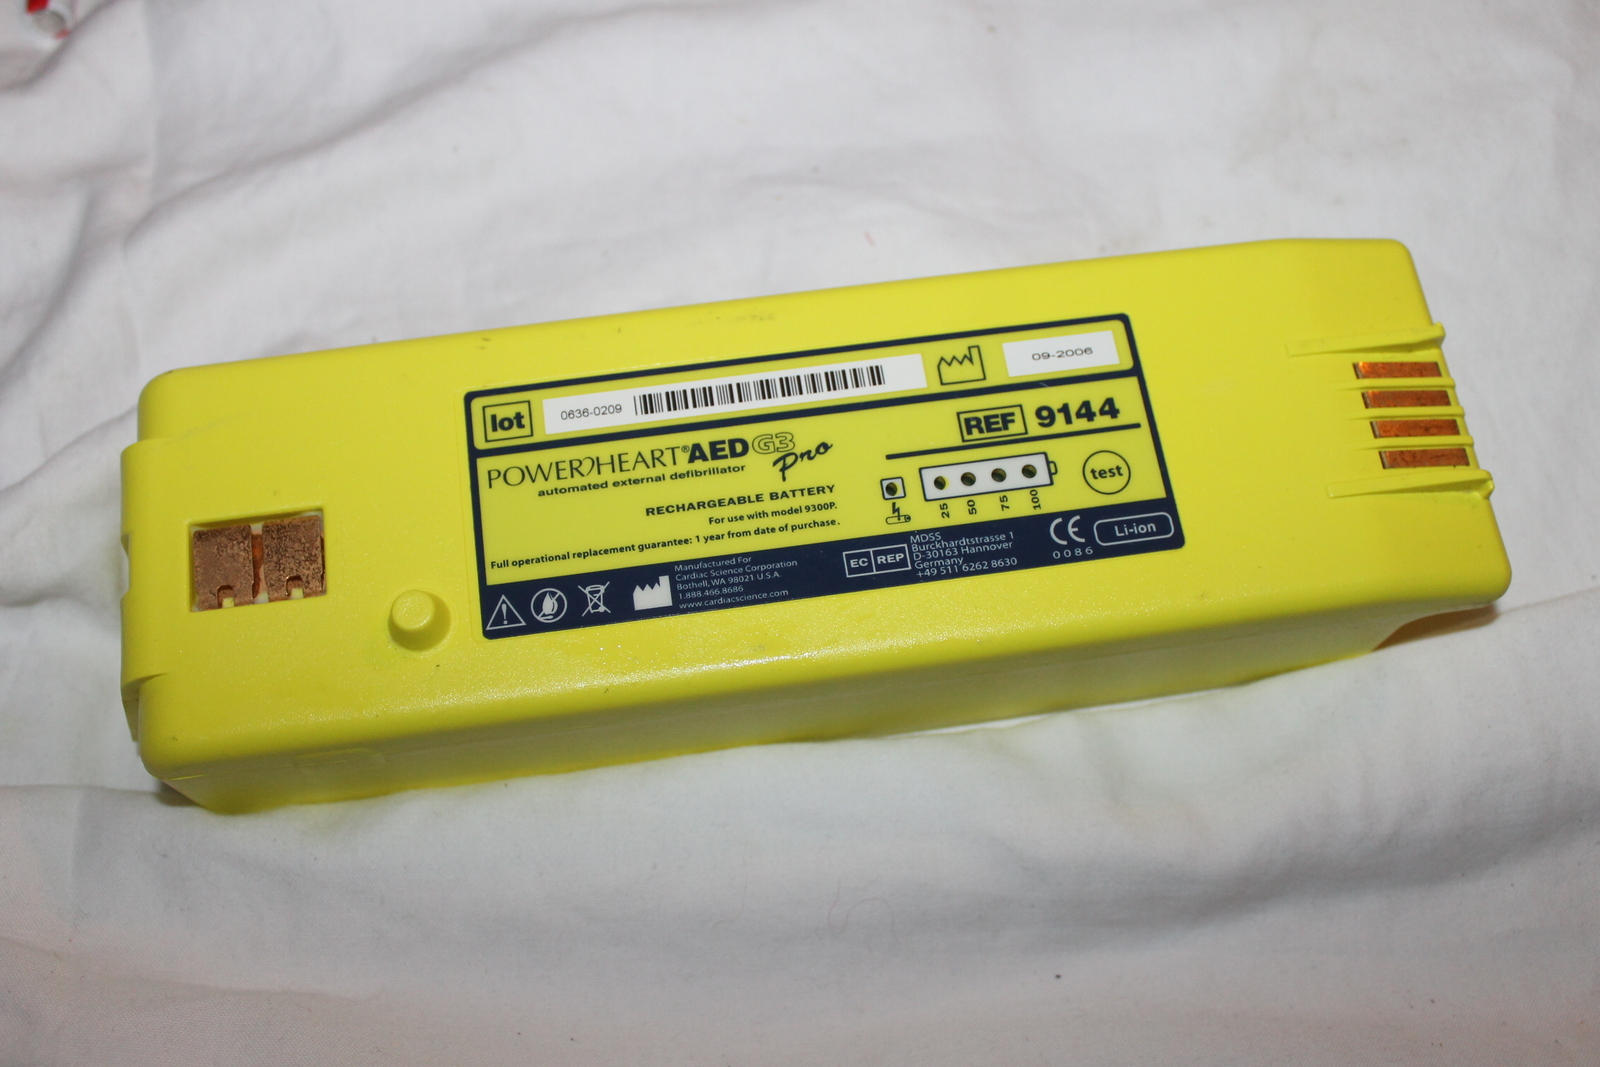 lot 0636-0209 09-2006
POWERHEART®AED G3 Pro
automated external defibrillator
REF 9144
RECHARGEABLE BATTERY
For use with model 9300P.
Full operational replacement guarantee: 1 year from date of purchase.
25 50 75 100
test
Manufactured For
Cardiac Science Corporation
Bothell, WA 98021 U.S.A.
1.888.466.8686
www.cardiacscience.com
EC REP
MDSS
Burckhardtstrasse 1
D-30163 Hannover
Germany
+49 511 6262 8630
CE
0086
Li-ion